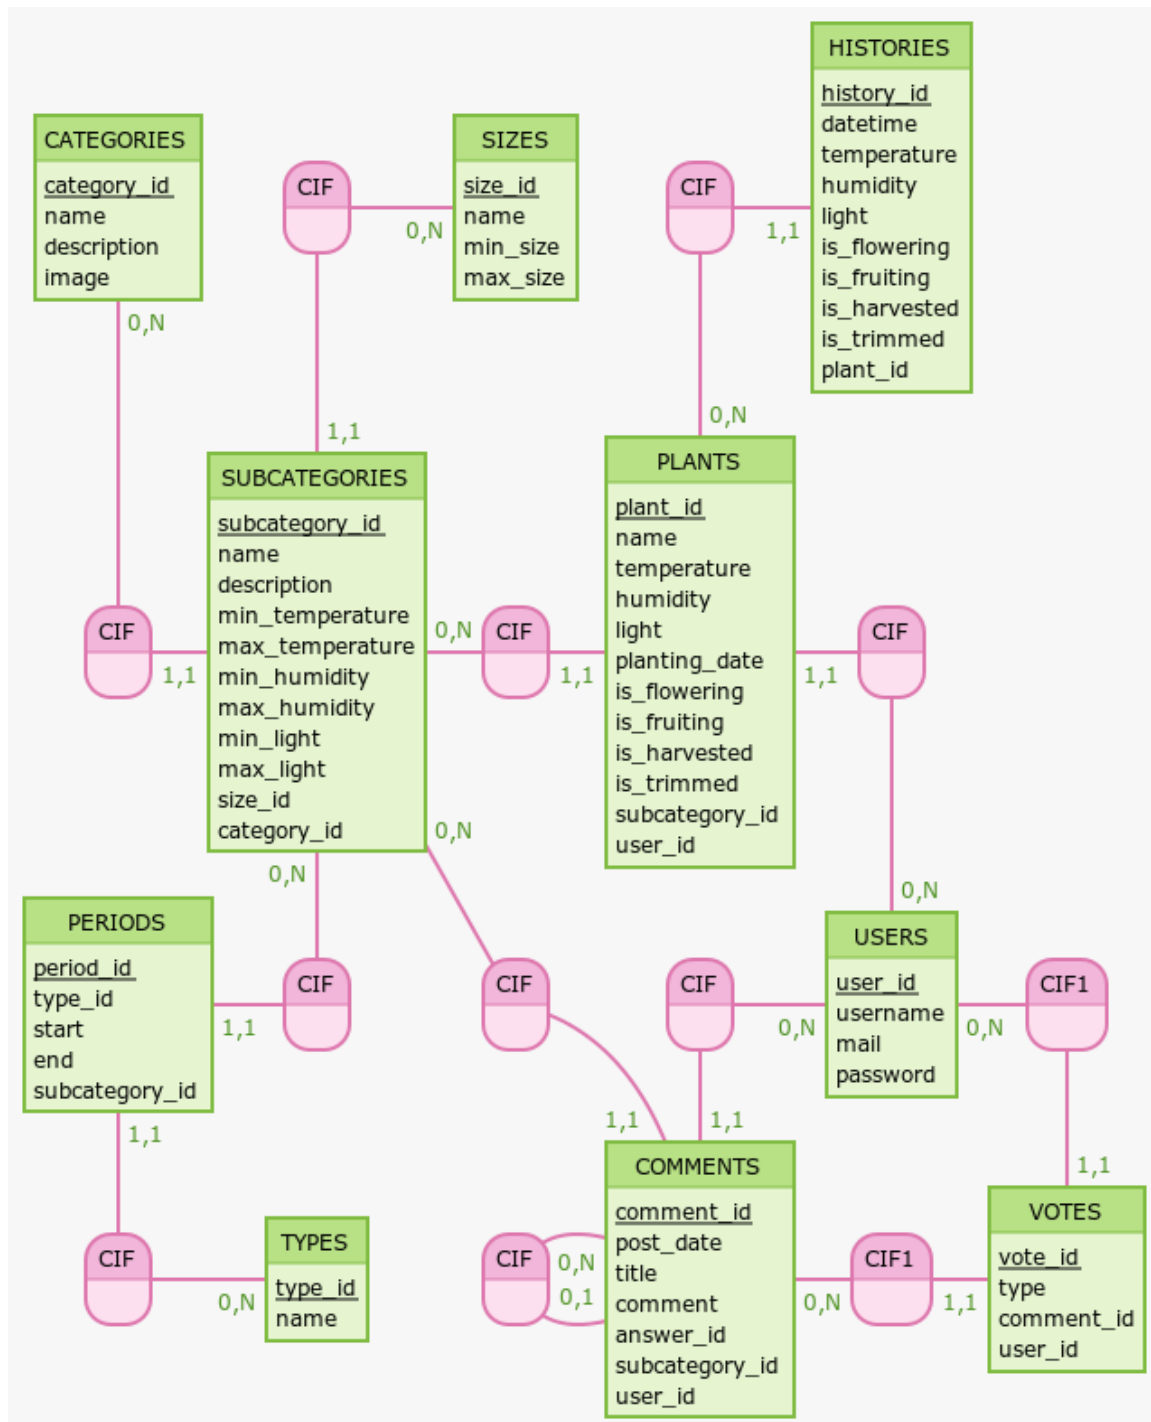 HISTORIES
history_id
datetime
temperature
humidity
light
is_flowering
is_fruiting
is_harvested
is_trimmed
plant_id
CATEGORIES
category_id
name
description
image
0,N
CIF
0,N
1,1
SIZES
size_id
name
min_size
max_size
CIF
1,1
0,N
SUBCATEGORIES
subcategory_id
name
description
min_temperature
max_temperature
min_humidity
max_humidity
min_light
max_light
size_id
category_id
PLANTS
plant_id
name
temperature
humidity
light
planting_date
is_flowering
is_fruiting
is_harvested
is_trimmed
subcategory_id
user_id
CIF
1,1
0,N
CIF
1,1
CIF
1,1
0,N
0,N
0,N
PERIODS
period_id
type_id
start
end
subcategory_id
1,1
CIF
1,1
CIF
1,1
CIF
0,N
1,1
USERS
user_id
username
mail
password
0,N
CIF1
1,1
CIF
0,N
TYPES
type_id
name
CIF
0,N
0,1
COMMENTS
comment_id
post_date
title
comment
answer_id
subcategory_id
user_id
0,N
CIF1
1,1
VOTES
vote_id
type
comment_id
user_id